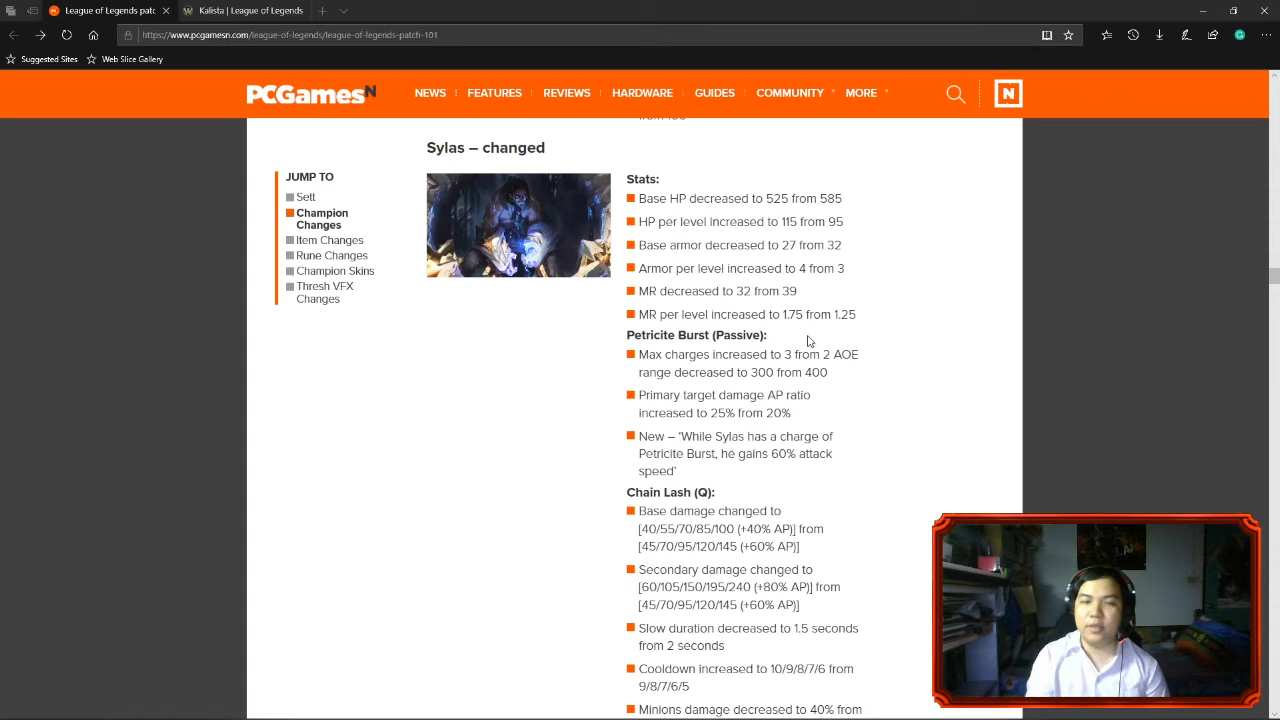 League of Legends patc
Kalista | League of Legends
https://www.pcgamesn.com/league-of-legends/league-of-legends-patch-101
Suggested Sites
Web Slice Gallery
PCGamesN
NEWS
FEATURES
REVIEWS
HARDWARE
GUIDES
COMMUNITY
MORE
N
Sylas – changed
JUMP TO
Sett
Champion
Changes
Item Changes
Rune Changes
Champion Skins
Thresh VFX
Changes
Stats:
Base HP decreased to 525 from 585
HP per level increased to 115 from 95
Base armor decreased to 27 from 32
Armor per level increased to 4 from 3
MR decreased to 32 from 39
MR per level increased to 1.75 from 1.25
Petricite Burst (Passive):
Max charges increased to 3 from 2 AOE
range decreased to 300 from 400
Primary target damage AP ratio
increased to 25% from 20%
New – ‘While Sylas has a charge of
Petricite Burst, he gains 60% attack
speed’
Chain Lash (Q):
Base damage changed to
[40/55/70/85/100 (+40% AP)] from
[45/70/95/120/145 (+60% AP)]
Secondary damage changed to
[60/105/150/195/240 (+80% AP)] from
[45/70/95/120/145 (+60% AP)]
Slow duration decreased to 1.5 seconds
from 2 seconds
Cooldown increased to 10/9/8/7/6 from
9/8/7/6/5
Minions damage decreased to 40% from